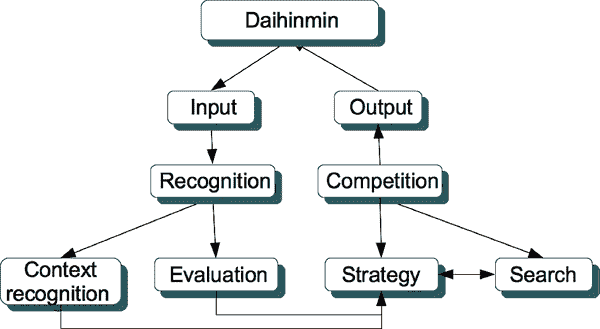 Daihinmin
Input
Output
Recognition
Competition
Context
recognition
Evaluation
Strategy
Search